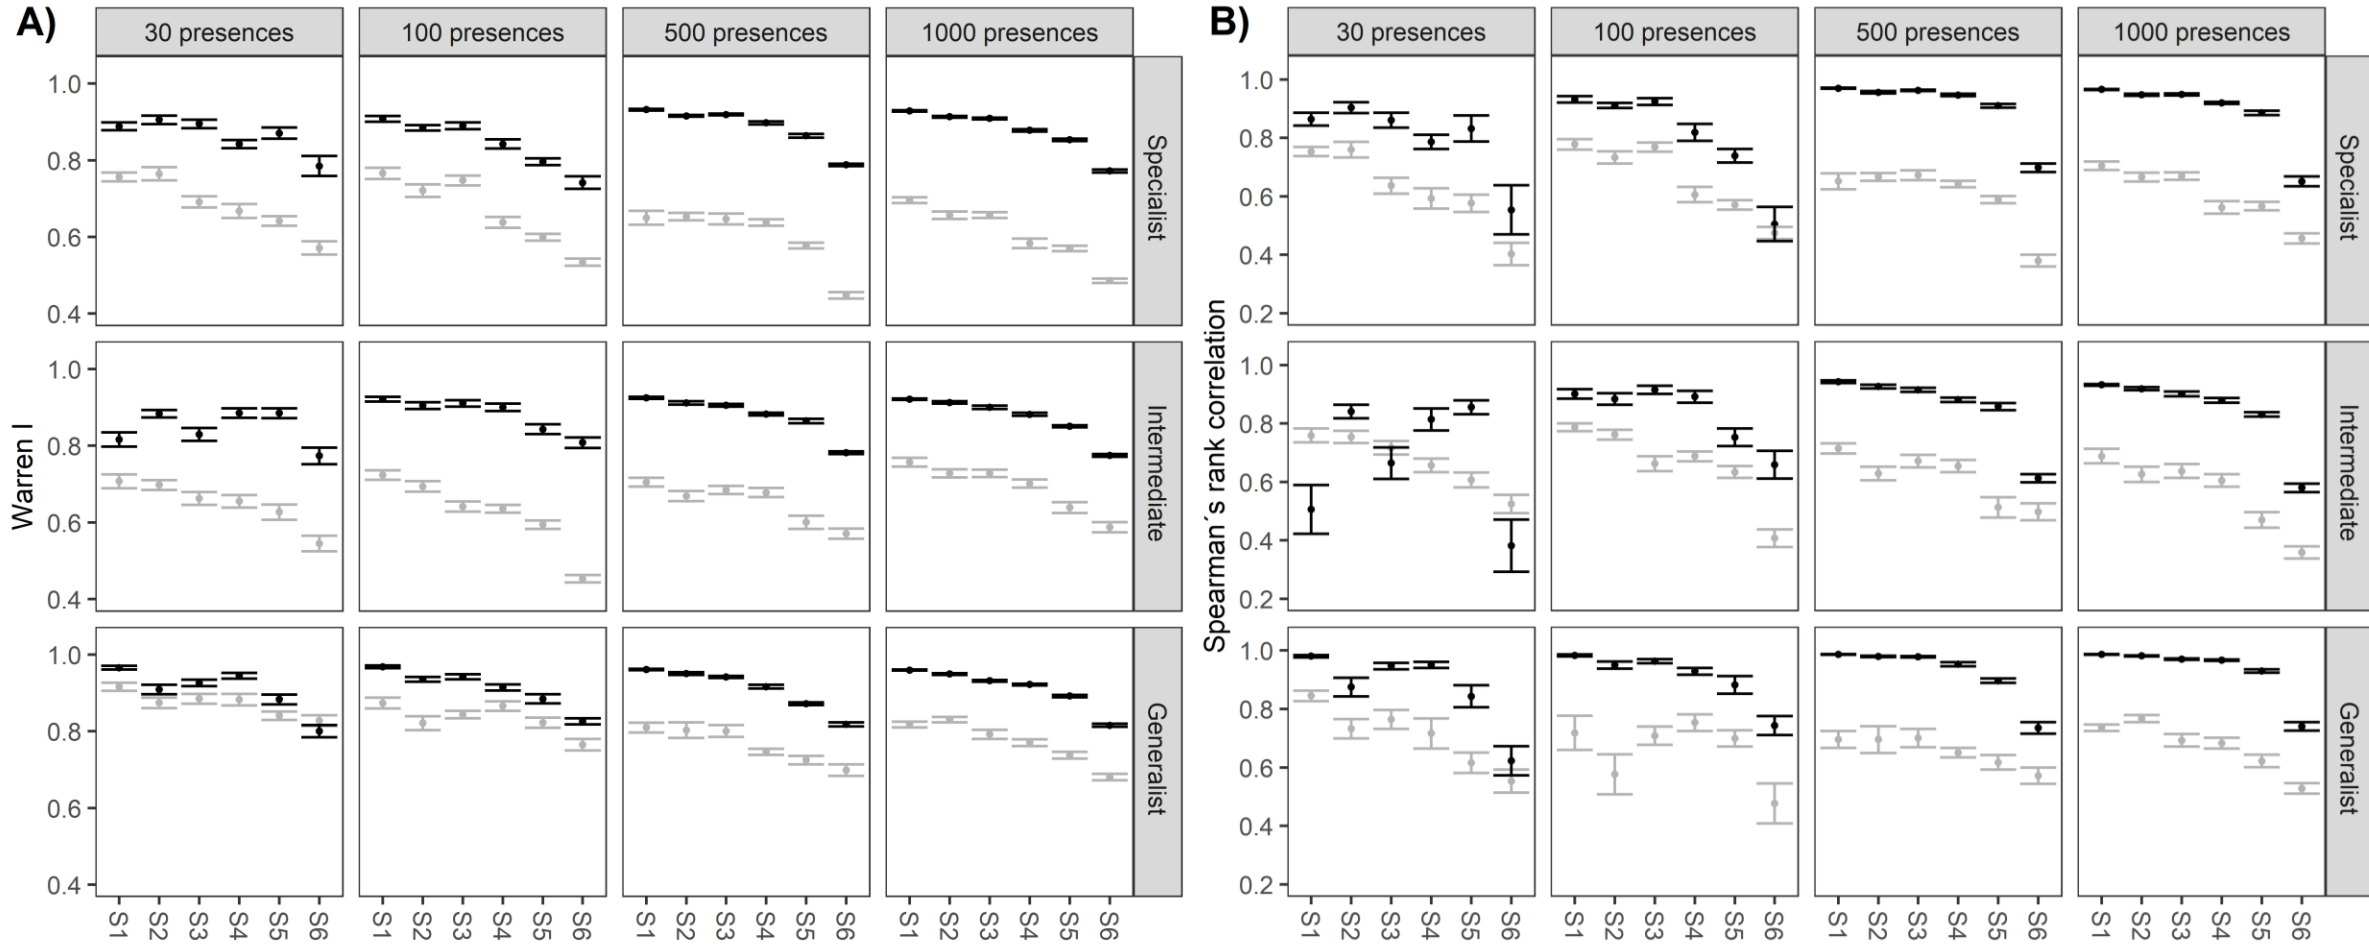 A)
30 presences 100 presences 500 presences 1000 presences
Warren I
1.0
0.8
0.6
0.4
Specialist
1.0
0.8
0.6
0.4
Intermediate
1.0
0.8
0.6
0.4
Generalist
S1 S2 S3 S4 S5 S6 S1 S2 S3 S4 S5 S6 S1 S2 S3 S4 S5 S6 S1 S2 S3 S4 S5 S6
B)
30 presences 100 presences 500 presences 1000 presences
Spearman´s rank correlation
1.0
0.8
0.6
0.4
0.2
Specialist
1.0
0.8
0.6
0.4
0.2
Intermediate
1.0
0.8
0.6
0.4
0.2
Generalist
S1 S2 S3 S4 S5 S6 S1 S2 S3 S4 S5 S6 S1 S2 S3 S4 S5 S6 S1 S2 S3 S4 S5 S6